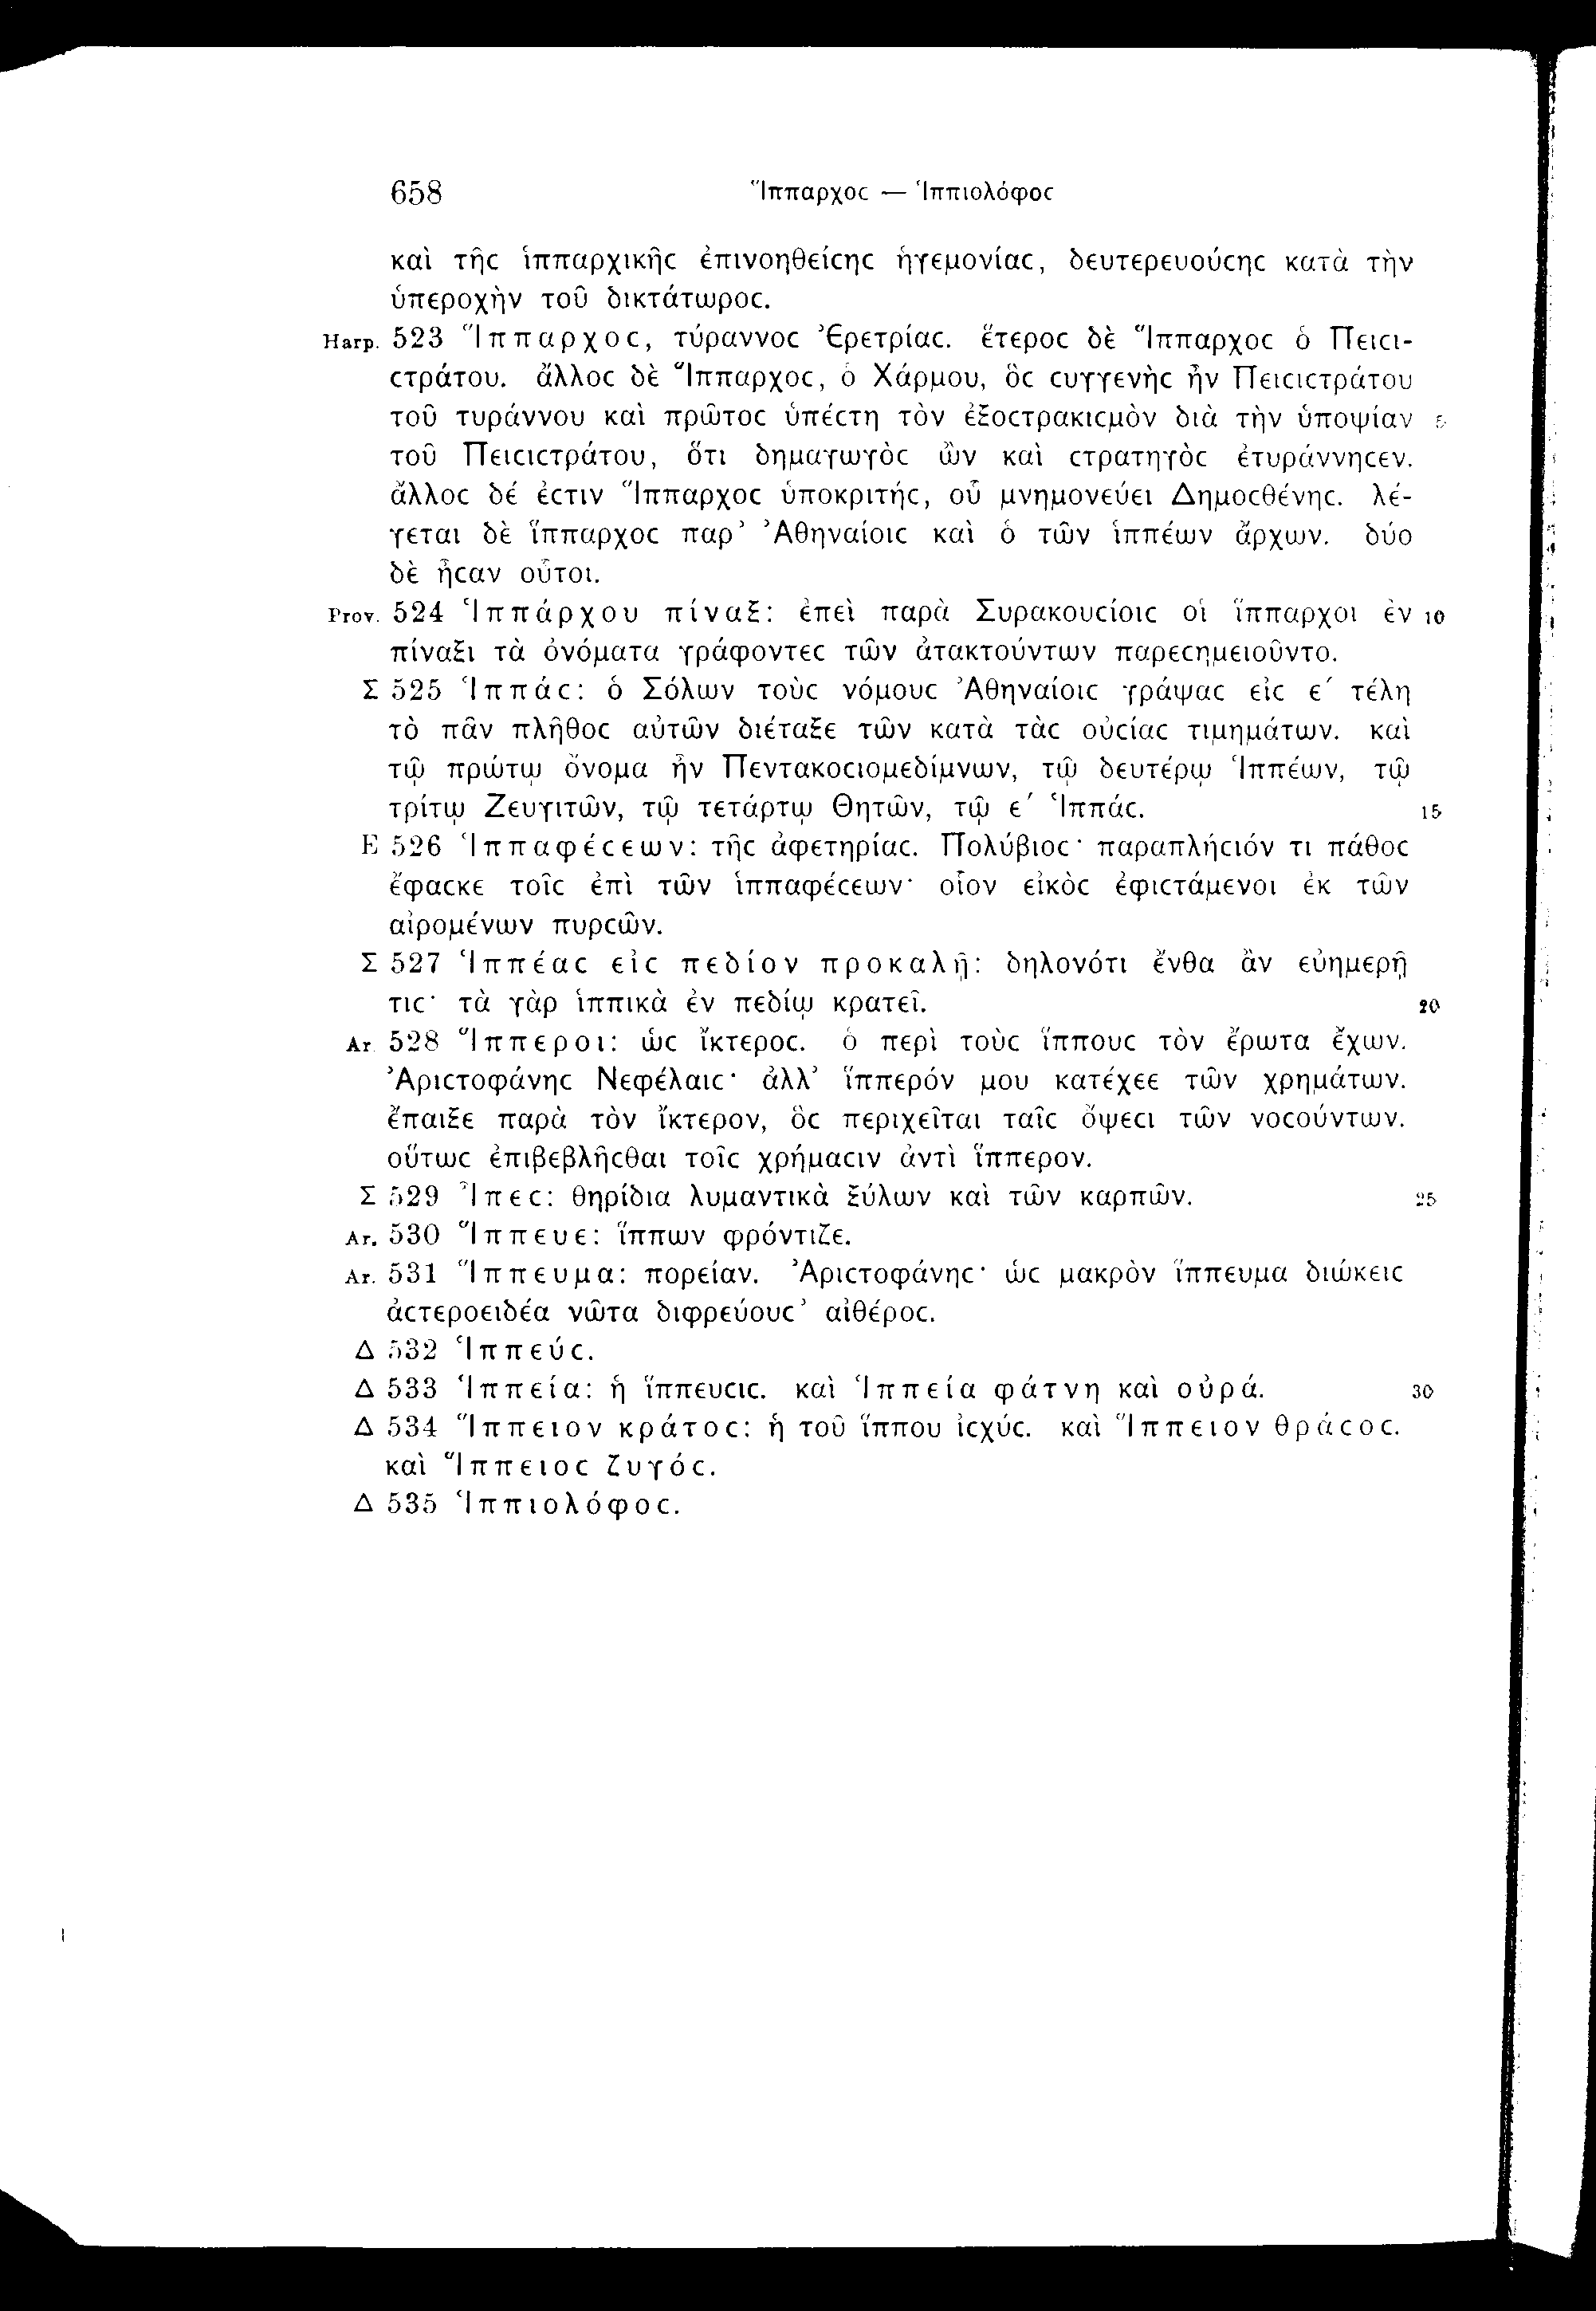 658 Ἵππαρχοϲ — Ἱππιολόφοϲ
καὶ τῆϲ ἱππαρχικῆϲ ἐπινοηθείϲηϲ ἡγεμονίαϲ, δευτερευούϲηϲ κατὰ τὴν
ὑπεροχὴν τοῦ δικτάτωροϲ.
Harp. 523 Ἵππαρχοϲ, τύραννοϲ Ἐρετρίαϲ. ἕτεροϲ δὲ Ἵππαρχοϲ ὁ Πειϲι-
ϲτράτου. ἄλλοϲ δὲ Ἵππαρχοϲ, ὁ Χάρμου, ὃϲ ϲυγγενὴϲ ἦν Πειϲιϲτράτου
τοῦ τυράννου καὶ πρῶτοϲ ὑπέϲτη τὸν ἐξοϲτρακιϲμὸν διὰ τὴν ὑποψίαν 5
τοῦ Πειϲιϲτράτου, ὅτι δημαγωγὸϲ ὢν καὶ ϲτρατηγὸϲ ἐτυράννηϲεν.
ἄλλοϲ δέ ἐϲτιν Ἵππαρχοϲ ὑποκριτήϲ, οὗ μνημονεύει Δημοϲθένηϲ. λέ-
γεται δὲ ἵππαρχοϲ παρ’ Ἀθηναίοιϲ καὶ ὁ τῶν ἱππέων ἄρχων. δύο
δὲ ἦϲαν οὗτοι.
Prov. 524 Ἱππάρχου πίναξ: ἐπεὶ παρὰ Συρακουϲίοιϲ οἱ ἵππαρχοι ἐν 10
πίναξι τὰ ὀνόματα γράφοντεϲ τῶν ἀτακτούντων παρεϲημειοῦντο.
Σ 525 Ἱππάϲ: ὁ Σόλων τοὺϲ νόμουϲ Ἀθηναίοιϲ γράψαϲ εἰϲ ε´ τέλη
τὸ πᾶν πλῆθοϲ αὐτῶν διέταξε τῶν κατὰ τὰϲ οὐϲίαϲ τιμημάτων. καὶ
τῷ πρώτῳ ὄνομα ἦν Πεντακοϲιομεδίμνων, τῷ δευτέρῳ Ἱππέων, τῷ
τρίτῳ Ζευγιτῶν, τῷ τετάρτῳ Θητῶν, τῷ ε´ Ἱππάϲ. 15
E 526 Ἱππαφέϲεων: τῆϲ ἀφετηρίαϲ. Πολύβιοϲ· παραπλήϲιόν τι πάθοϲ
ἔφαϲκε τοῖϲ ἐπὶ τῶν ἱππαφέϲεων· οἷον εἰκὸϲ ἐφιϲτάμενοι ἐκ τῶν
αἰρομένων πυρϲῶν.
Σ 527 Ἱππέαϲ εἰϲ πεδίον προκαλῇ: δηλονότι ἔνθα ἂν εὐημερῇ
τιϲ· τὰ γὰρ ἱππικὰ ἐν πεδίῳ κρατεῖ. 20
Ar 528 Ἵπποροι: ὡϲ ἴκτεροϲ. ὁ περὶ τοὺϲ ἵππουϲ τὸν ἔρωτα ἔχων.
Ἀριϲτοφάνηϲ Νεφέλαιϲ· ἀλλ’ ἵππερόν μου κατέχεε τῶν χρημάτων.
ἔπαιξε παρὰ τὸν ἴκτερον, ὃϲ περιχεῖται ταῖϲ ὄψεϲι τῶν νοϲούντων.
οὕτωϲ ἐπιβεβλῆϲθαι τοῖϲ χρήμαϲιν ἀντὶ ἵππερον.
Σ 529 Ἶπεϲ: θηρίδια λυμαντικὰ ξύλων καὶ τῶν καρπῶν. 25
Ar. 530 Ἵππευε: ἵππων φρόντιζε.
Ar. 531 Ἵππευμα: πορείαν. Ἀριϲτοφάνηϲ· ὡϲ μακρὸν ἵππευμα διώκειϲ
ἀϲτεροειδέα νῶτα διφρεύουϲ’ αἰθέροϲ.
Δ 532 Ἱππεύϲ.
Δ 533 Ἱππεία: ἡ ἵππευϲιϲ. καὶ Ἱππεία φάτνη καὶ οὐρά. 30
Δ 534 Ἵππειον κράτοϲ: ἡ τοῦ ἵππου ἰϲχύϲ. καὶ Ἵππειον θράϲοϲ.
καὶ Ἵππειοϲ ζυγόϲ.
Δ 535 Ἱππιολόφοϲ.